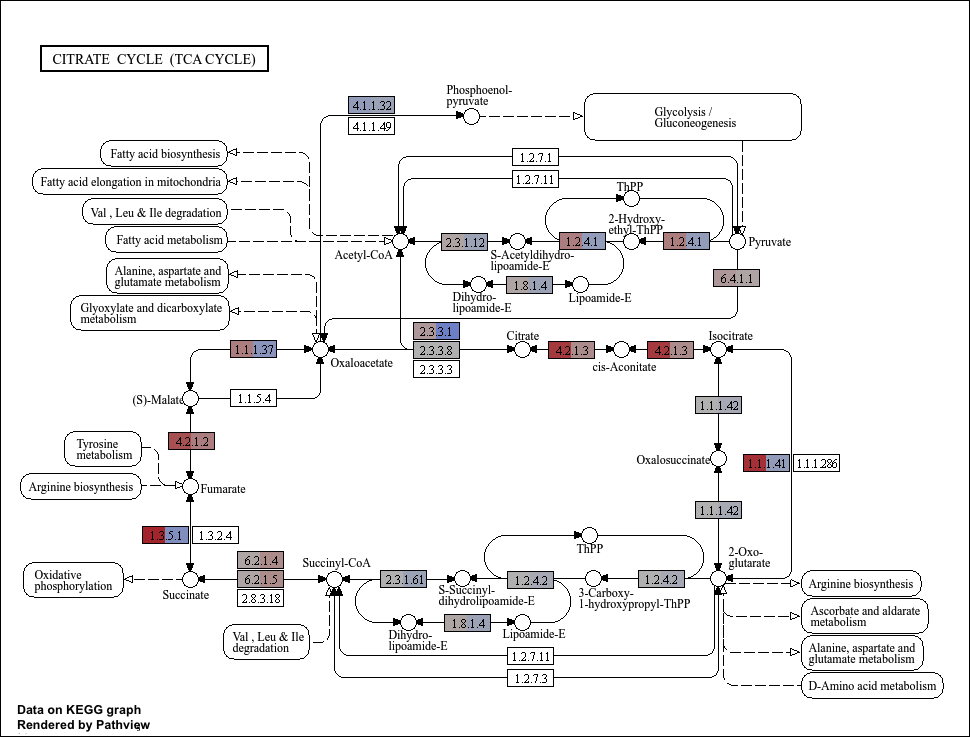 CITRATE CYCLE (TCA CYCLE)
Phosphoenol-
pyruvate
4.1.1.32
4.1.1.49
Glycolysis /
Gluconeogenesis
Fatty acid biosynthesis
Fatty acid elongation in mitochondria
Val , Leu & Ile degradation
Fatty acid metabolism
Alanine, aspartate and
glutamate metabolism
Glyoxylate and dicarboxylate
metabolism
1.2.7.1
1.2.7.11
ThPP
2-Hydroxy-
ethyl-ThPP
Acetyl-CoA
2.3.1.12
S-Acetyldihydro-
lipoamide-E
1.2.4.1
1.2.4.1
Pyruvate
6.4.1.1
Dihydro-
lipoamide-E
1.8.1.4
Lipoamide-E
1.1.1.37
Oxaloacetate
2.3.3.1
2.3.3.8
2.3.3.3
Citrate
4.2.1.3
cis-Aconitate
4.2.1.3
Isocitrate
(S)-Malate
1.1.5.4
1.1.1.42
Tyrosine
metabolism
4.2.1.2
Oxalosuccinate
1.1.1.41
1.1.1.286
Arginine biosynthesis
Fumarate
1.1.1.42
1.3.5.1
1.3.2.4
ThPP
2-Oxo-
glutarate
Oxidative
phosphorylation
Succinate
6.2.1.4
6.2.1.5
2.8.3.18
Succinyl-CoA
2.3.1.61
S-Succinyl-
dihydrolipoamide-E
1.2.4.2
3-Carboxy-
1-hydroxypropyl-ThPP
1.2.4.2
Arginine biosynthesis
Ascorbate and aldarate
metabolism
Alanine, aspartate and
glutamate metabolism
D-Amino acid metabolism
Val , Leu & Ile
degradation
Dihydro-
lipoamide-E
1.8.1.4
Lipoamide-E
1.2.7.11
1.2.7.3
Data on KEGG graph
Rendered by Pathview